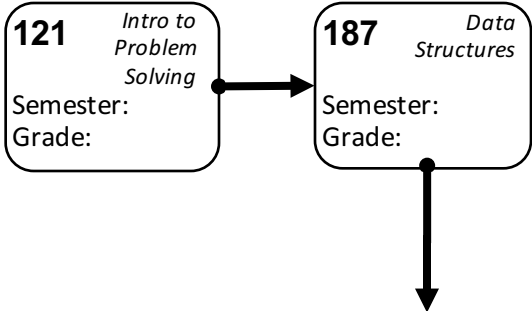 121
Intro to
Problem
Solving
Semester:
Grade:
187
Data
Structures
Semester:
Grade: